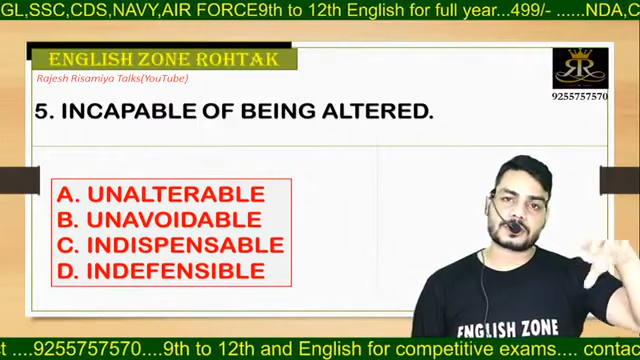 GL,SSC,CDS,NAVY,AIR FORCE9th to 12th English for full year...499/- ......NDA,C
ENGLISH ZONE ROHTAK
Rajesh Risamiya Talks(YouTube)
9255757570
5. INCAPABLE OF BEING ALTERED.
A. UNALTERABLE
B. UNAVOIDABLE
C. INDISPENSABLE
D. INDEFENSIBLE
ENGLISH ZONE
ct ....9255757570....9th to 12th and English for competitive exams.... contac